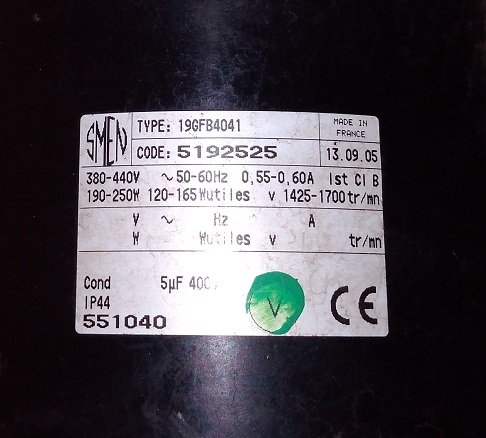 SMEN
TYPE: 19GFB4041
MADE IN
FRANCE
CODE: 5192525
13.09.05
380-440V ~ 50-60Hz 0,55-0,60A Ist Cl B
190-250W 120-165 Wutiles v 1425-1700 tr/mn
V ~ Hz A
W Wutiles v tr/mn
Cond 5µF 400
IP44
V
CE
551040